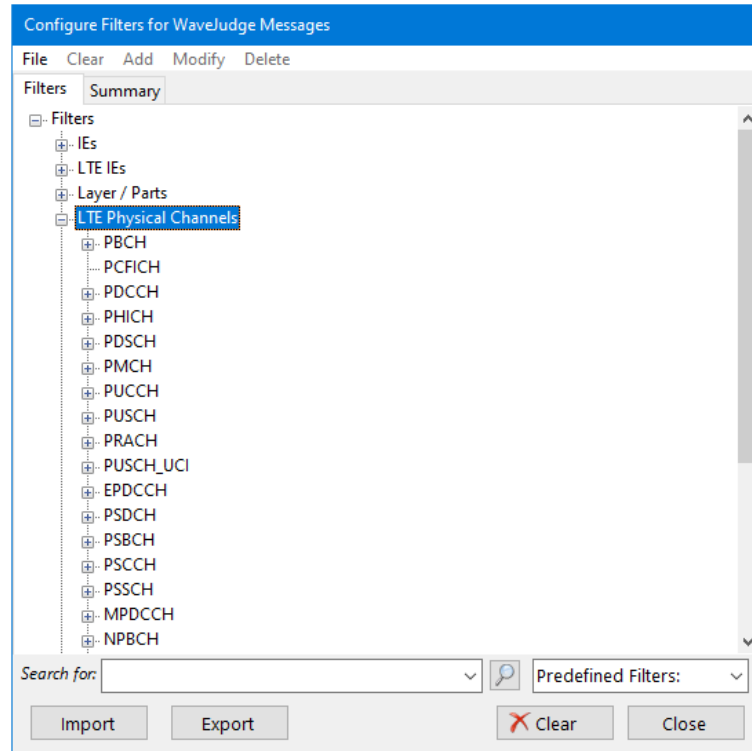 Configure Filters for WaveJudge Messages
File Clear Add Modify Delete
Filters Summary
Filters
IEs
LTE IEs
Layer / Parts
LTE Physical Channels
PBCH
PCFICH
PDCCH
PHICH
PDSCH
PMCH
PUCCH
PUSCH
PRACH
PUSCH_UCI
EPDCCH
PSDCH
PSBCH
PSCCH
PSSCH
MPDCCH
NPBCH
Search for: Predefined Filters:
Import Export Clear Close